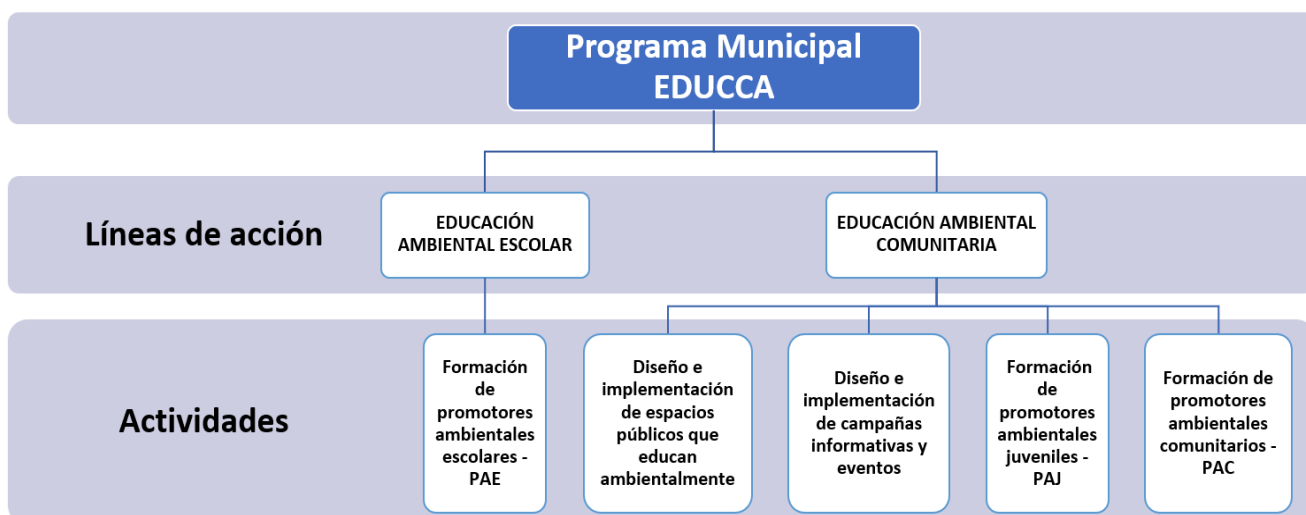 Programa Municipal
EDUCCA
Líneas de acción
EDUCACIÓN
AMBIENTAL ESCOLAR
EDUCACIÓN AMBIENTAL
COMUNITARIA
Actividades
Formación
de
promotores
ambientales
escolares -
PAE
Diseño e
implementación
de espacios
públicos que
educan
ambientalmente
Diseño e
implementación
de campañas
informativas y
eventos
Formación
de
promotores
ambientales
juveniles -
PAJ
Formación de
promotores
ambientales
comunitarios -
PAC